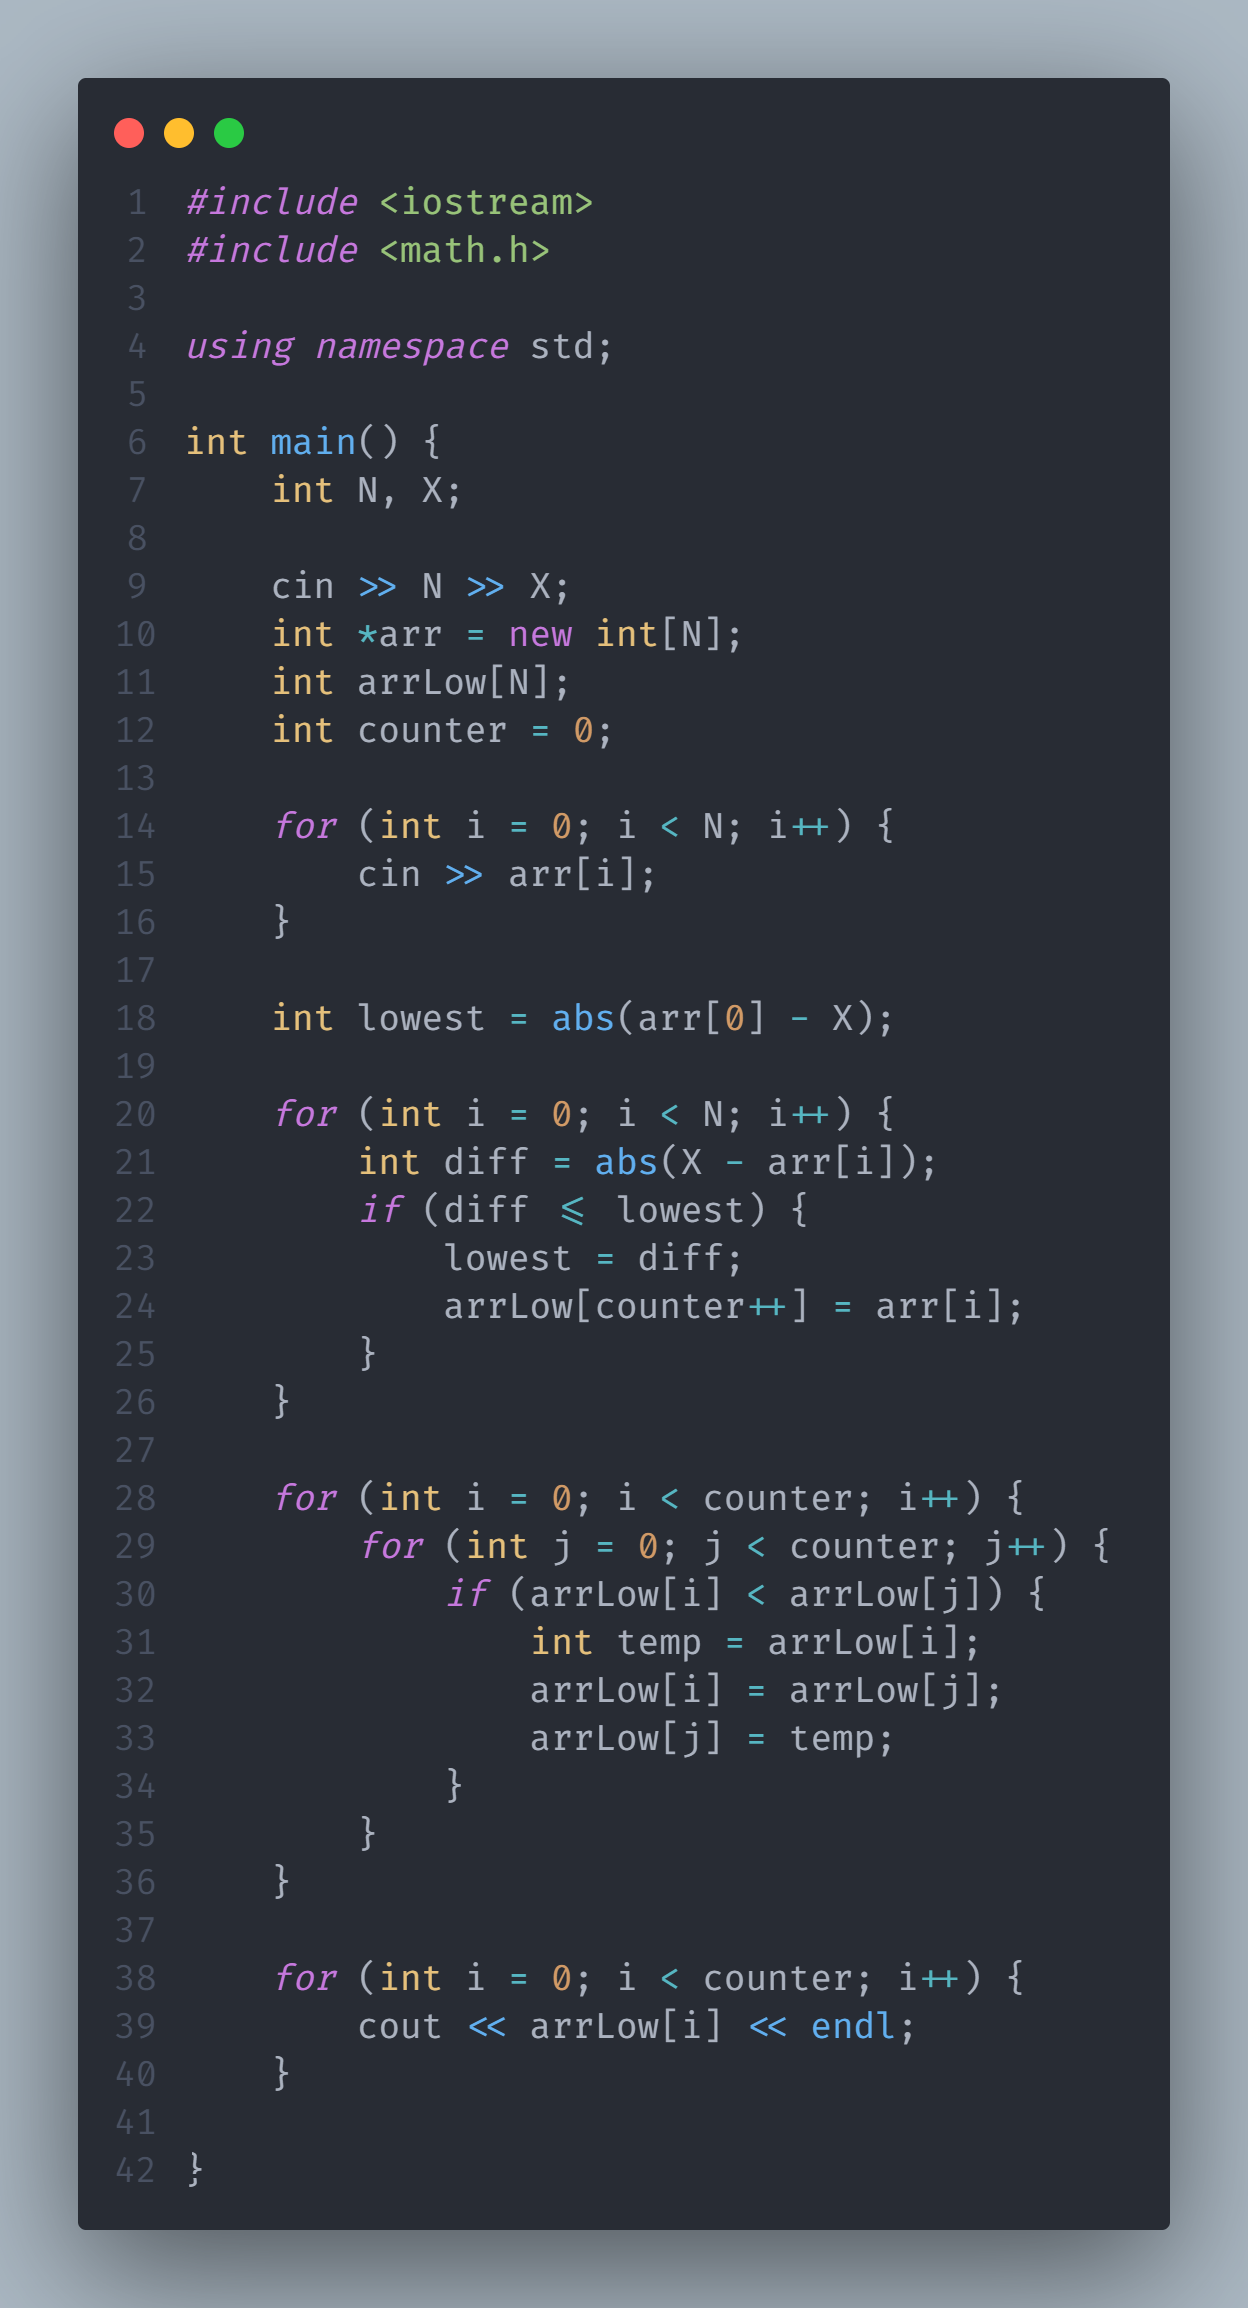 1 #include <iostream>
2 #include <math.h>
3
4 using namespace std;
5
6 int main() {
7     int N, X;
8
9     cin >> N >> X;
10     int *arr = new int[N];
11     int arrLow[N];
12     int counter = 0;
13
14     for (int i = 0; i < N; i++) {
15         cin >> arr[i];
16     }
17
18     int lowest = abs(arr[0] - X);
19
20     for (int i = 0; i < N; i++) {
21         int diff = abs(X - arr[i]);
22         if (diff <= lowest) {
23             lowest = diff;
24             arrLow[counter++] = arr[i];
25         }
26     }
27
28     for (int i = 0; i < counter; i++) {
29         for (int j = 0; j < counter; j++) {
30             if (arrLow[i] < arrLow[j]) {
31                 int temp = arrLow[i];
32                 arrLow[i] = arrLow[j];
33                 arrLow[j] = temp;
34             }
35         }
36     }
37
38     for (int i = 0; i < counter; i++) {
39         cout << arrLow[i] << endl;
40     }
41
42 }